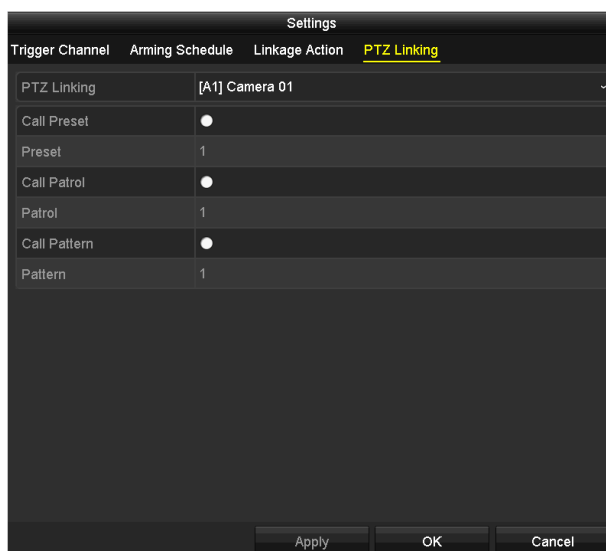 Settings
Trigger Channel Arming Schedule Linkage Action PTZ Linking
PTZ Linking [A1] Camera 01
Call Preset
Preset 1
Call Patrol
Patrol 1
Call Pattern
Pattern 1
Apply OK Cancel